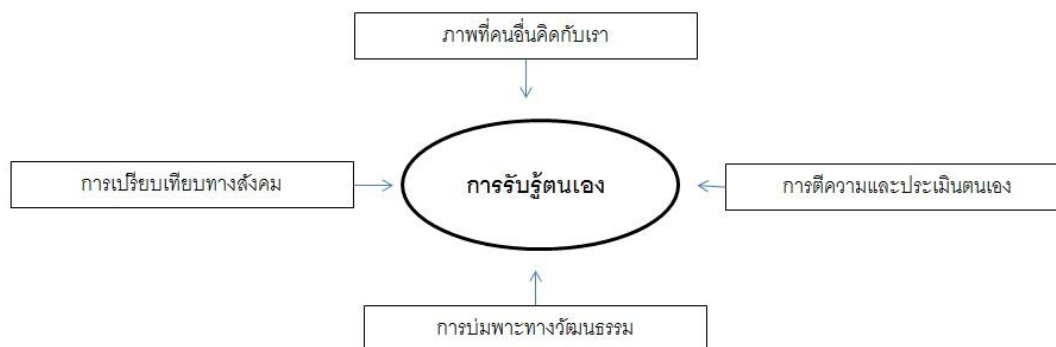 ภาพที่คนอื่นคิดกับเรา
การเปรียบเทียบทางสังคม
การรับรู้ตนเอง
การตีความและประเมินตนเอง
การบ่มพาะทางวัฒนธรรม